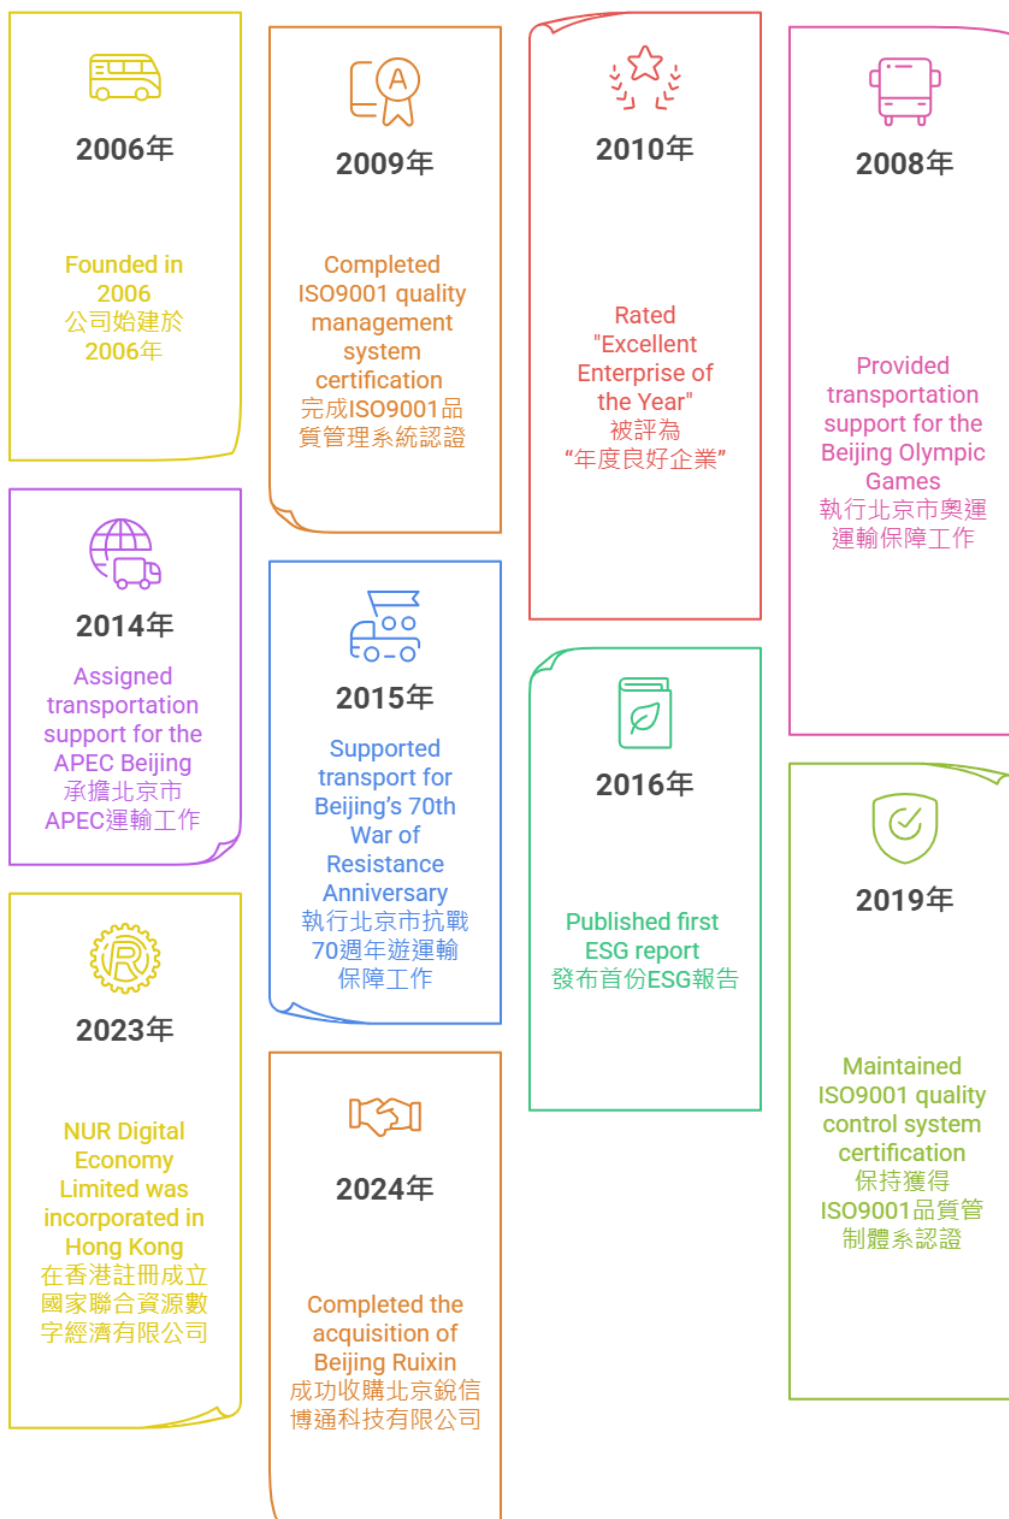 2006年
Founded in
2006
公司始建於
2006年
2009年
Completed
ISO9001 quality
management
system
certification
完成ISO9001品
質管理系統認證
2010年
Rated
"Excellent
Enterprise of
the Year"
被評為
“年度良好企業”
2008年
Provided
transportation
support for the
Beijing Olympic
Games
執行北京市奧運
運輸保障工作
2014年
Assigned
transportation
support for the
APEC Beijing
承擔北京市
APEC運輸工作
2015年
Supported
transport for
Beijing’s 70th
War of
Resistance
Anniversary
執行北京市抗戰
70週年遊運輸
保障工作
2016年
Published first
ESG report
發布首份ESG報告
2019年
Maintained
ISO9001 quality
control system
certification
保持獲得
ISO9001品質管
制體系認證
2023年
NUR Digital
Economy
Limited was
incorporated in
Hong Kong
在香港註冊成立
國家聯合資源數
字經濟有限公司
2024年
Completed the
acquisition of
Beijing Ruixin
成功收購北京銳信
博通科技有限公司